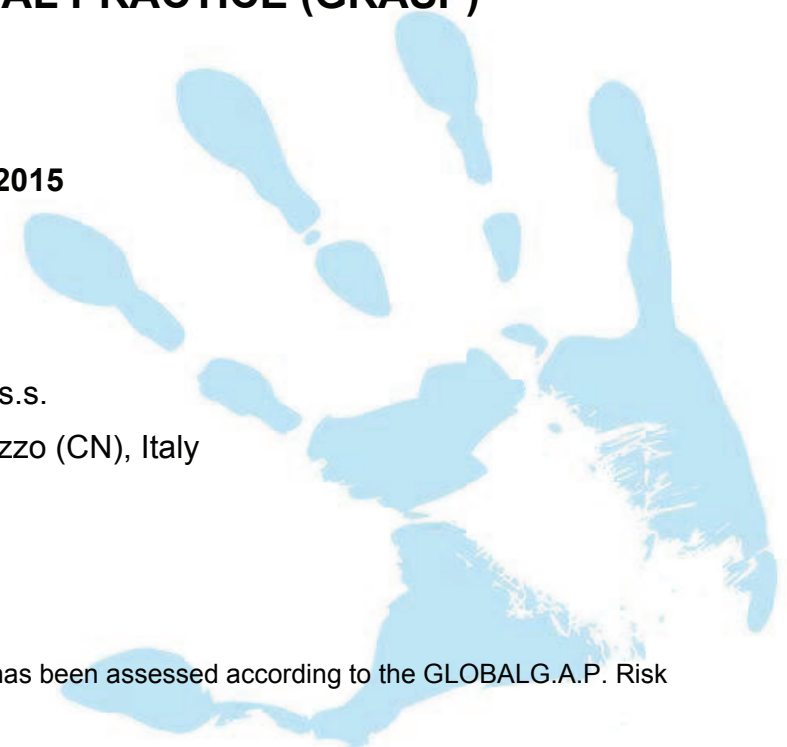 AL PRACTICE (GRASP)
2015
s.s.
zzo (CN), Italy
has been assessed according to the GLOBALG.A.P. Risk